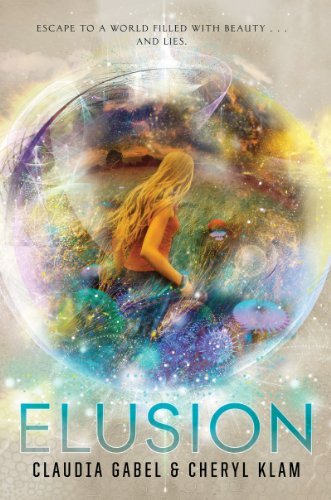 ESCAPE TO A WORLD FILLED WITH BEAUTY . . .
AND LIES.
ELUSION
CLAUDIA GABEL & CHERYL KLAM